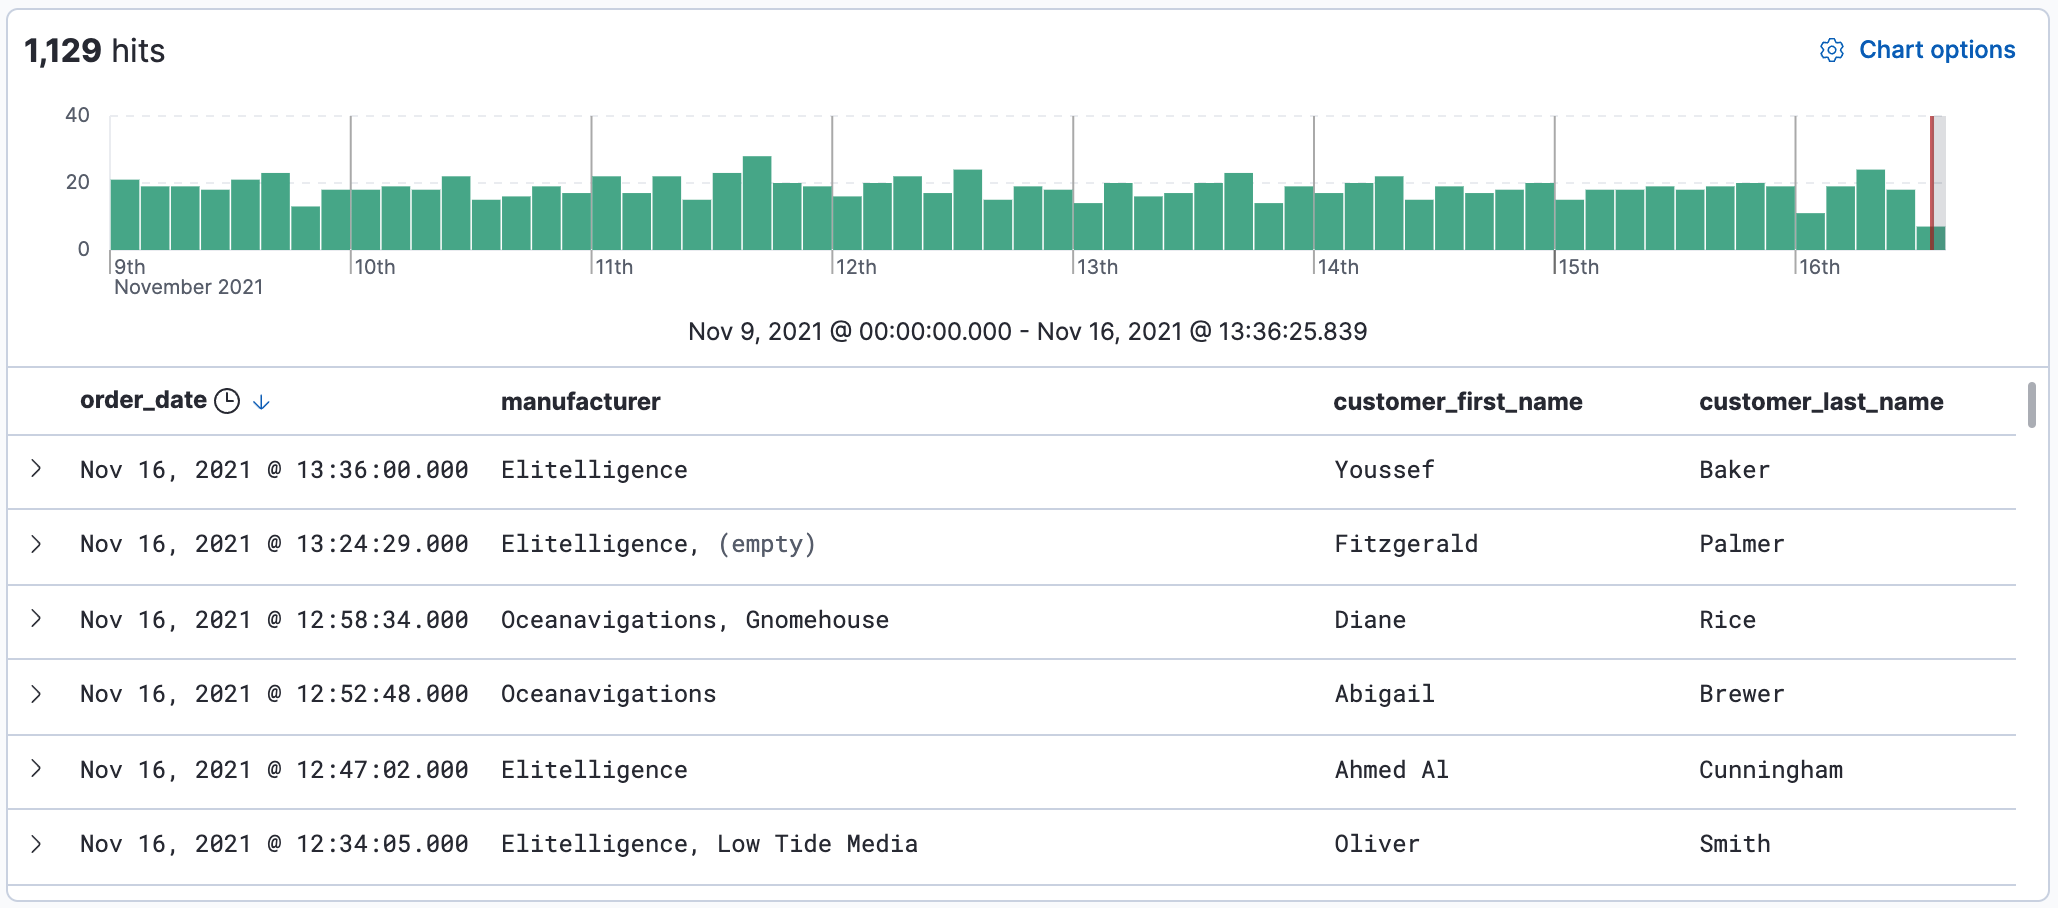 1,129 hits Chart options
40
20
0
9th 10th 11th 12th 13th 14th 15th 16th
November 2021
Nov 9, 2021 @ 00:00:00.000 - Nov 16, 2021 @ 13:36:25.839
order_date manufacturer customer_first_name customer_last_name
Nov 16, 2021 @ 13:36:00.000 Elitelligence Youssef Baker
Nov 16, 2021 @ 13:24:29.000 Elitelligence, (empty) Fitzgerald Palmer
Nov 16, 2021 @ 12:58:34.000 Oceanavigations, Gnomehouse Diane Rice
Nov 16, 2021 @ 12:52:48.000 Oceanavigations Abigail Brewer
Nov 16, 2021 @ 12:47:02.000 Elitelligence Ahmed Al Cunningham
Nov 16, 2021 @ 12:34:05.000 Elitelligence, Low Tide Media Oliver Smith